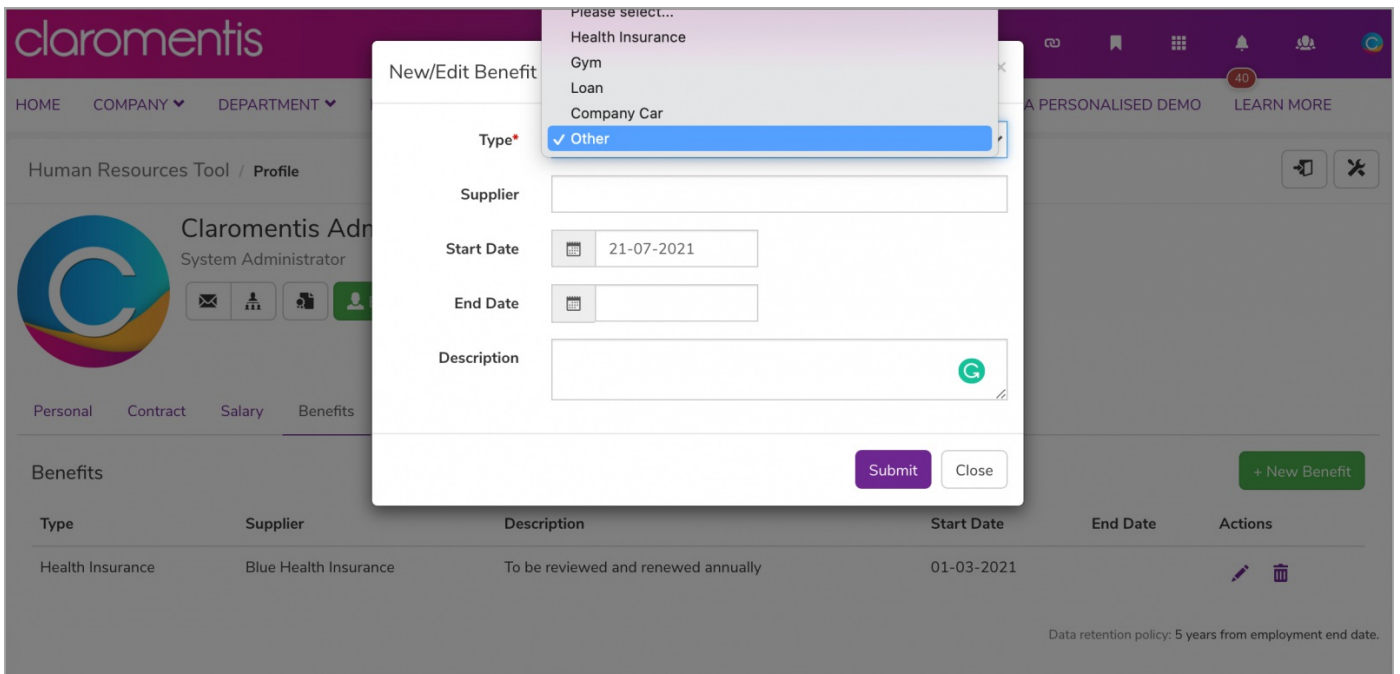 claromentis
Please select...
Health Insurance
Gym
Loan
Company Car
✓ Other
New/Edit Benefit
×
40
HOME COMPANY DEPARTMENT A PERSONALISED DEMO LEARN MORE
Type*
Human Resources Tool / Profile
Supplier
Claromentis Adm
System Administrator
Start Date 21-07-2021
End Date
Description
Personal Contract Salary Benefits
Submit Close
Benefits + New Benefit
Type Supplier Description Start Date End Date Actions
Health Insurance Blue Health Insurance To be reviewed and renewed annually 01-03-2021
Data retention policy: 5 years from employment end date.